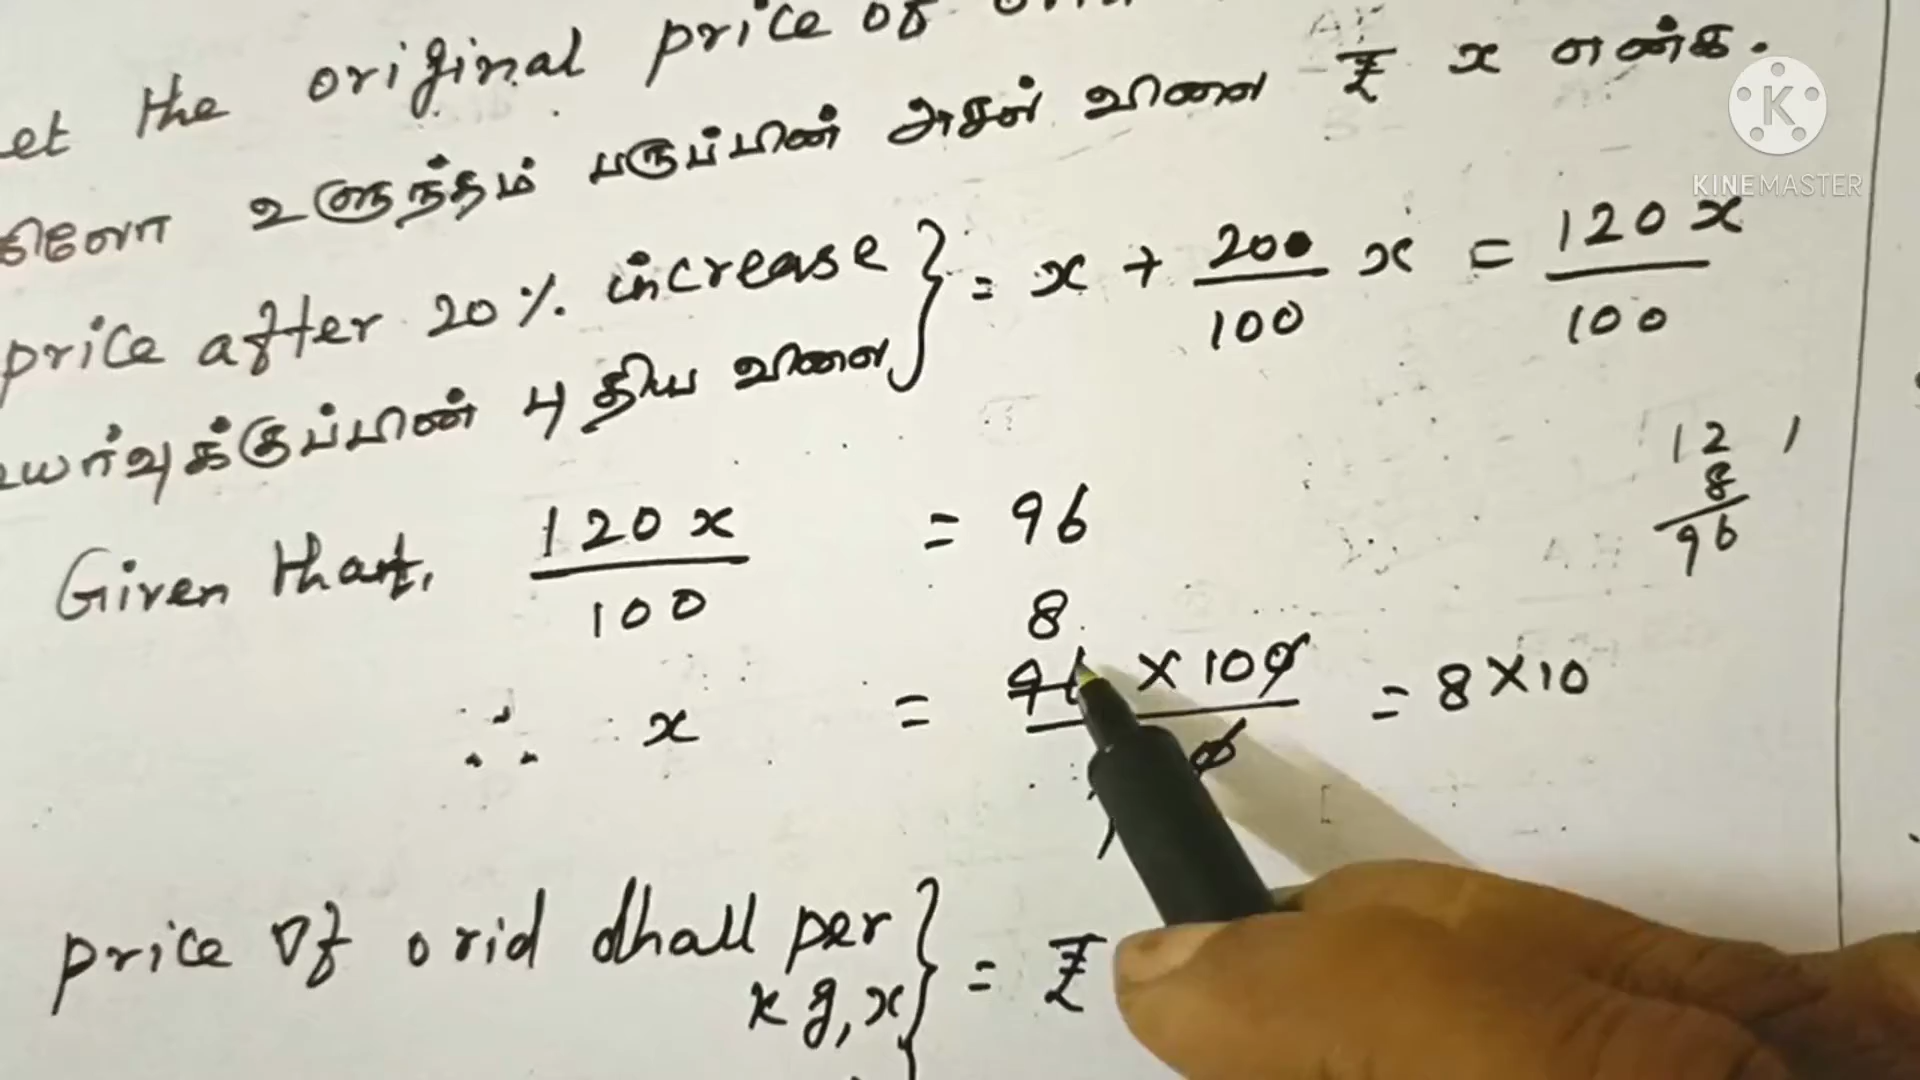 et the original price of
கிலோ உளுந்தம் பருப்பின் அசல் விலை ₹ x என்க.
price after 20% increase } = x + 200/100 x = 120x/100
உயர்வுக்குப்பின் புதிய விலை
Given that, 120x/100 = 96
12
8
96
8
∴ x = 96 × 100 = 8 × 10
price of orid dhall per kg, x } = ₹
K
KINEMASTER